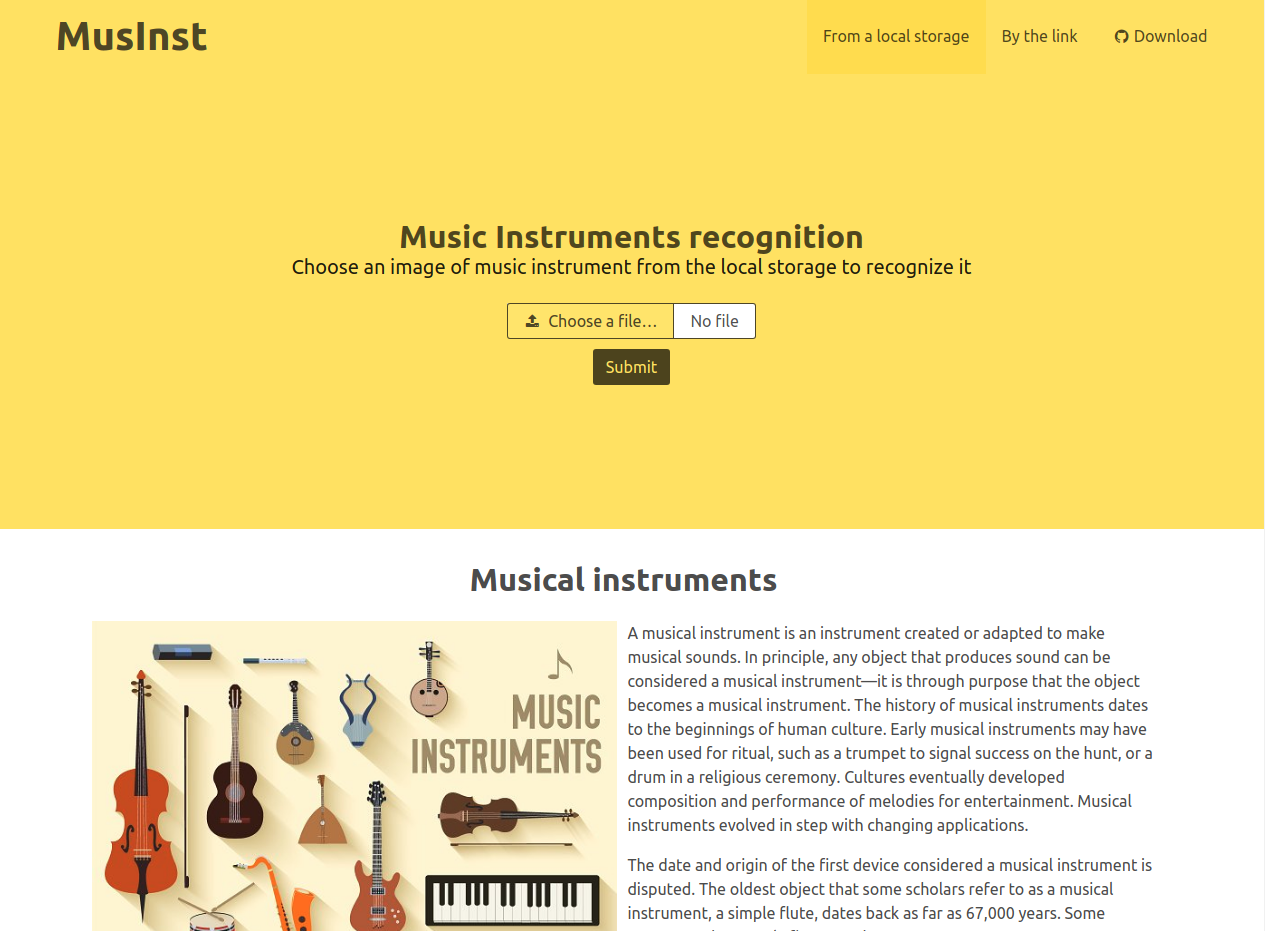 MusInst
From a local storage
By the link
Download
Music Instruments recognition
Choose an image of music instrument from the local storage to recognize it
Choose a file…
No file
Submit
Musical instruments
MUSIC
INSTRUMENTS
A musical instrument is an instrument created or adapted to make
musical sounds. In principle, any object that produces sound can be
considered a musical instrument—it is through purpose that the object
becomes a musical instrument. The history of musical instruments dates
to the beginnings of human culture. Early musical instruments may have
been used for ritual, such as a trumpet to signal success on the hunt, or a
drum in a religious ceremony. Cultures eventually developed
composition and performance of melodies for entertainment. Musical
instruments evolved in step with changing applications.
The date and origin of the first device considered a musical instrument is
disputed. The oldest object that some scholars refer to as a musical
instrument, a simple flute, dates back as far as 67,000 years. Some